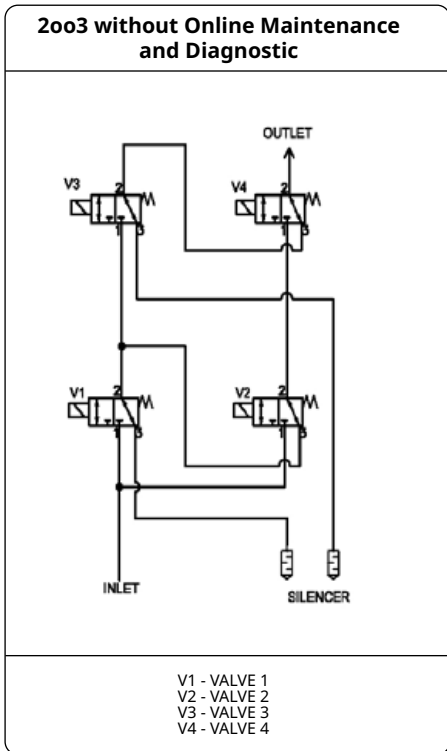 2oo3 without Online Maintenance
and Diagnostic
OUTLET
V3
2
1
3
V4
2
1
3
V1
2
1
3
V2
2
1
3
INLET
SILENCER
V1 - VALVE 1
V2 - VALVE 2
V3 - VALVE 3
V4 - VALVE 4